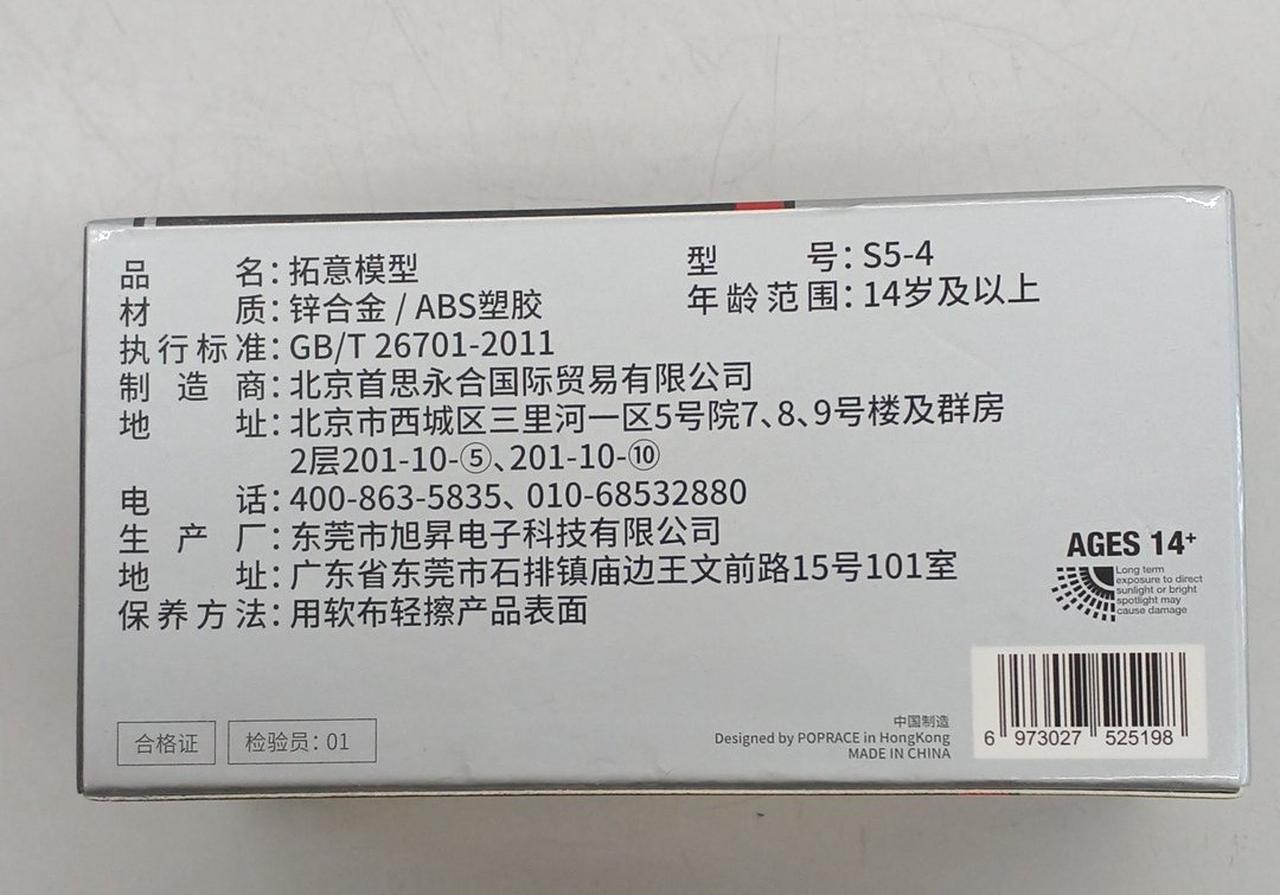 品名：拓意模型 型号：S5-4
材质：锌合金 / ABS塑胶 年龄范围：14岁及以上
执行标准：GB/T 26701-2011
制造商：北京首思永合国际贸易有限公司
地址：北京市西城区三里河一区5号院7、8、9号楼及群房
2层201-10-⑤、201-10-⑩
电话：400-863-5835、010-68532880
生产厂：东莞市旭昇电子科技有限公司
地址：广东省东莞市石排镇庙边王文前路15号101室
保养方法：用软布轻擦产品表面
AGES 14+
Long term
exposure to direct
sunlight or bright
spotlight may
cause damage
合格证 检验员：01
中国制造
Designed by POPRACE in HongKong
MADE IN CHINA
6 973027 525198